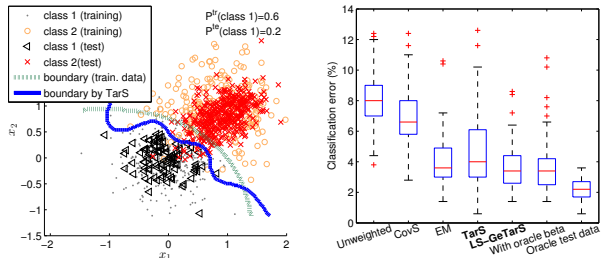 class 1 (training)
class 2 (training)
class 1 (test)
class 2(test)
boundary (train. data)
boundary by TarS
P^tr(class 1)=0.6
P^te(class 1)=0.2
x_2
1
0.5
0
-0.5
-1
-1.5
-2 -1 0 1 2
x_1
Classification error (%)
14
12
10
8
6
4
2
0
Unweighted
CovS
EM
TarS
LS-GeTarS
With oracle beta
Oracle test data